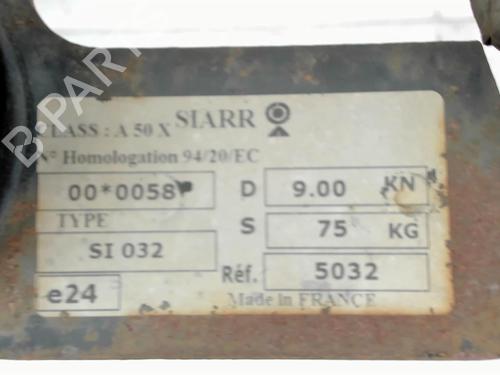 LASS : A 50 X SIARR
N° Homologation 94/20/EC
00*0058 D 9.00 KN
TYPE S 75 KG
SI 032 Réf. 5032
e24 Made in FRANCE
B-PARTS